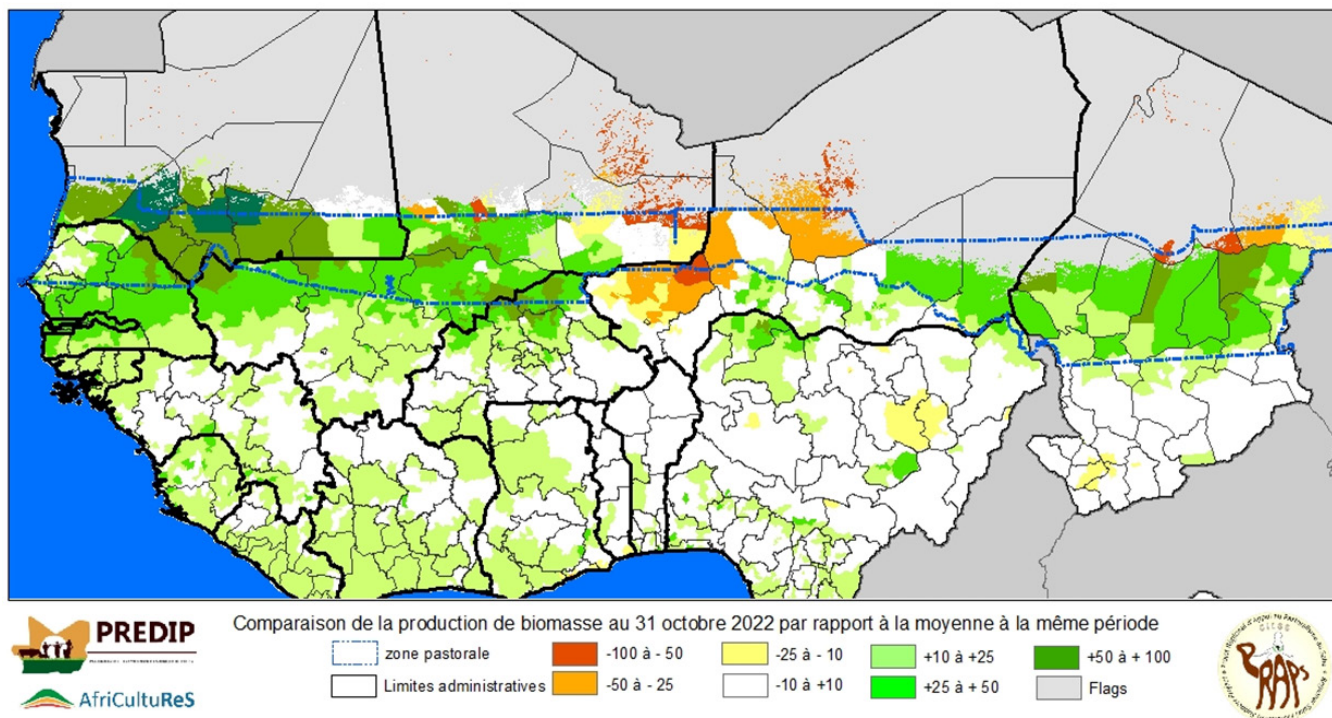 Comparaison de la production de biomasse au 31 octobre 2022 par rapport à la moyenne à la même période
zone pastorale
-100 à - 50
-25 à - 10
+10 à +25
+50 à + 100
Limites administratives
-50 à - 25
-10 à +10
+25 à + 50
Flags
PREDIP
AfriCultuReS
CILSS
PRAPS